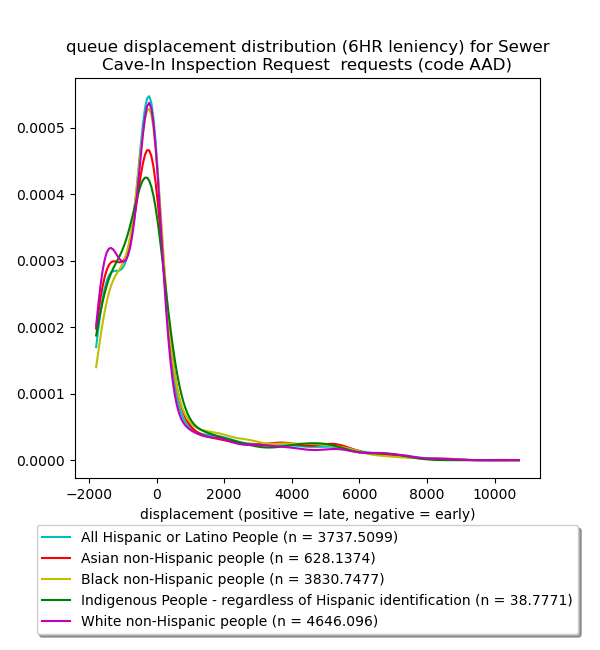 queue displacement distribution (6HR leniency) for Sewer
Cave-In Inspection Request  requests (code AAD)
0.0005
0.0004
0.0003
0.0002
0.0001
0.0000
−2000 0 2000 4000 6000 8000 10000
displacement (positive = late, negative = early)
All Hispanic or Latino People (n = 3737.5099)
Asian non-Hispanic people (n = 628.1374)
Black non-Hispanic people (n = 3830.7477)
Indigenous People - regardless of Hispanic identification (n = 38.7771)
White non-Hispanic people (n = 4646.096)